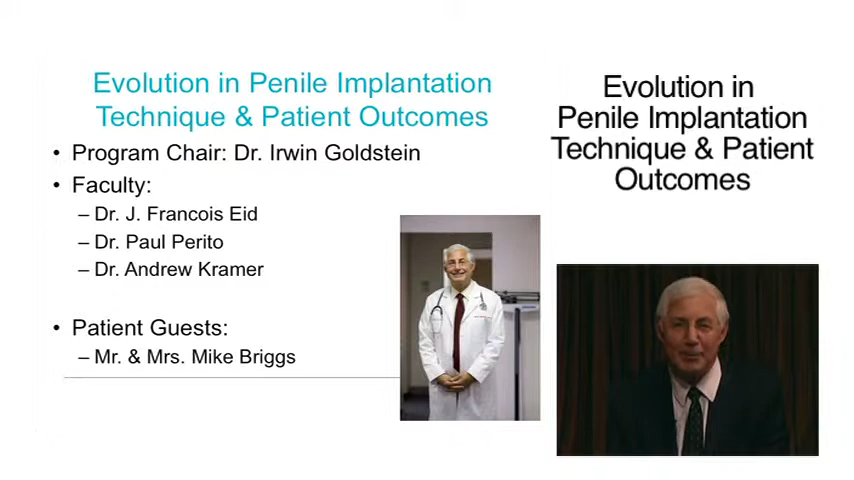 Evolution in Penile Implantation
Technique & Patient Outcomes
• Program Chair: Dr. Irwin Goldstein
• Faculty:
– Dr. J. Francois Eid
– Dr. Paul Perito
– Dr. Andrew Kramer
• Patient Guests:
– Mr. & Mrs. Mike Briggs
Evolution in
Penile Implantation
Technique & Patient
Outcomes